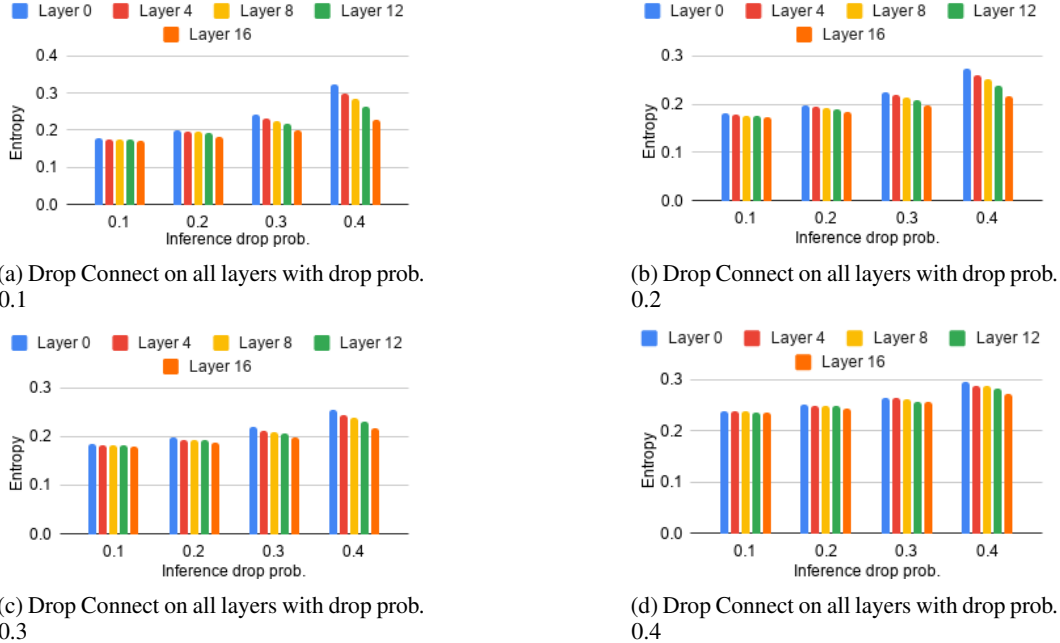 Layer 0 Layer 4 Layer 8 Layer 12
Layer 16
0.4
0.3
0.2
0.1
0.0
Entropy
0.1 0.2 0.3 0.4
Inference drop prob.
(a) Drop Connect on all layers with drop prob.
0.1
Layer 0 Layer 4 Layer 8 Layer 12
Layer 16
0.3
0.2
0.1
0.0
Entropy
0.1 0.2 0.3 0.4
Inference drop prob.
(b) Drop Connect on all layers with drop prob.
0.2
Layer 0 Layer 4 Layer 8 Layer 12
Layer 16
0.3
0.2
0.1
0.0
Entropy
0.1 0.2 0.3 0.4
Inference drop prob.
(c) Drop Connect on all layers with drop prob.
0.3
Layer 0 Layer 4 Layer 8 Layer 12
Layer 16
0.3
0.2
0.1
0.0
Entropy
0.1 0.2 0.3 0.4
Inference drop prob.
(d) Drop Connect on all layers with drop prob.
0.4